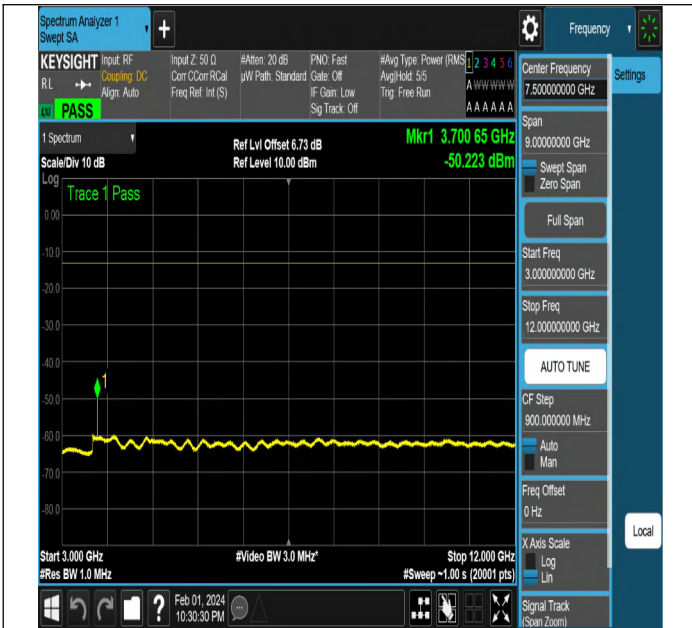 Spectrum Analyzer 1
Swept SA
Frequency
KEYSIGHT
RL
LXI
PASS
Input: RF
Coupling: DC
Align: Auto
Input Z: 50 Ω
Corr CCorr RCal
Freq Ref: Int (S)
#Atten: 20 dB
µW Path: Standard
PNO: Fast
Gate: Off
IF Gain: Low
Sig Track: Off
#Avg Type: Power (RMS
Avg|Hold: 5/5
Trig: Free Run
1 2 3 4 5 6
A W W W W W
A A A A A A
Center Frequency
7.500000000 GHz
Settings
1 Spectrum
Scale/Div 10 dB
Ref Lvl Offset 6.73 dB
Ref Level 10.00 dBm
Mkr1 3.700 65 GHz
-50.223 dBm
Span
9.00000000 GHz
Swept Span
Zero Span
Full Span
Start Freq
3.000000000 GHz
Stop Freq
12.000000000 GHz
AUTO TUNE
CF Step
900.000000 MHz
Auto
Man
Freq Offset
0 Hz
X Axis Scale
Log
Lin
Signal Track
(Span Zoom)
Local
Log
Trace 1 Pass
0.00
-10.0
-20.0
-30.0
-40.0
1
-50.0
-60.0
-70.0
-80.0
Start 3.000 GHz
#Video BW 3.0 MHz*
Stop 12.000 GHz
#Res BW 1.0 MHz
#Sweep ~1.00 s (20001 pts)
?
Feb 01, 2024
10:30:30 PM